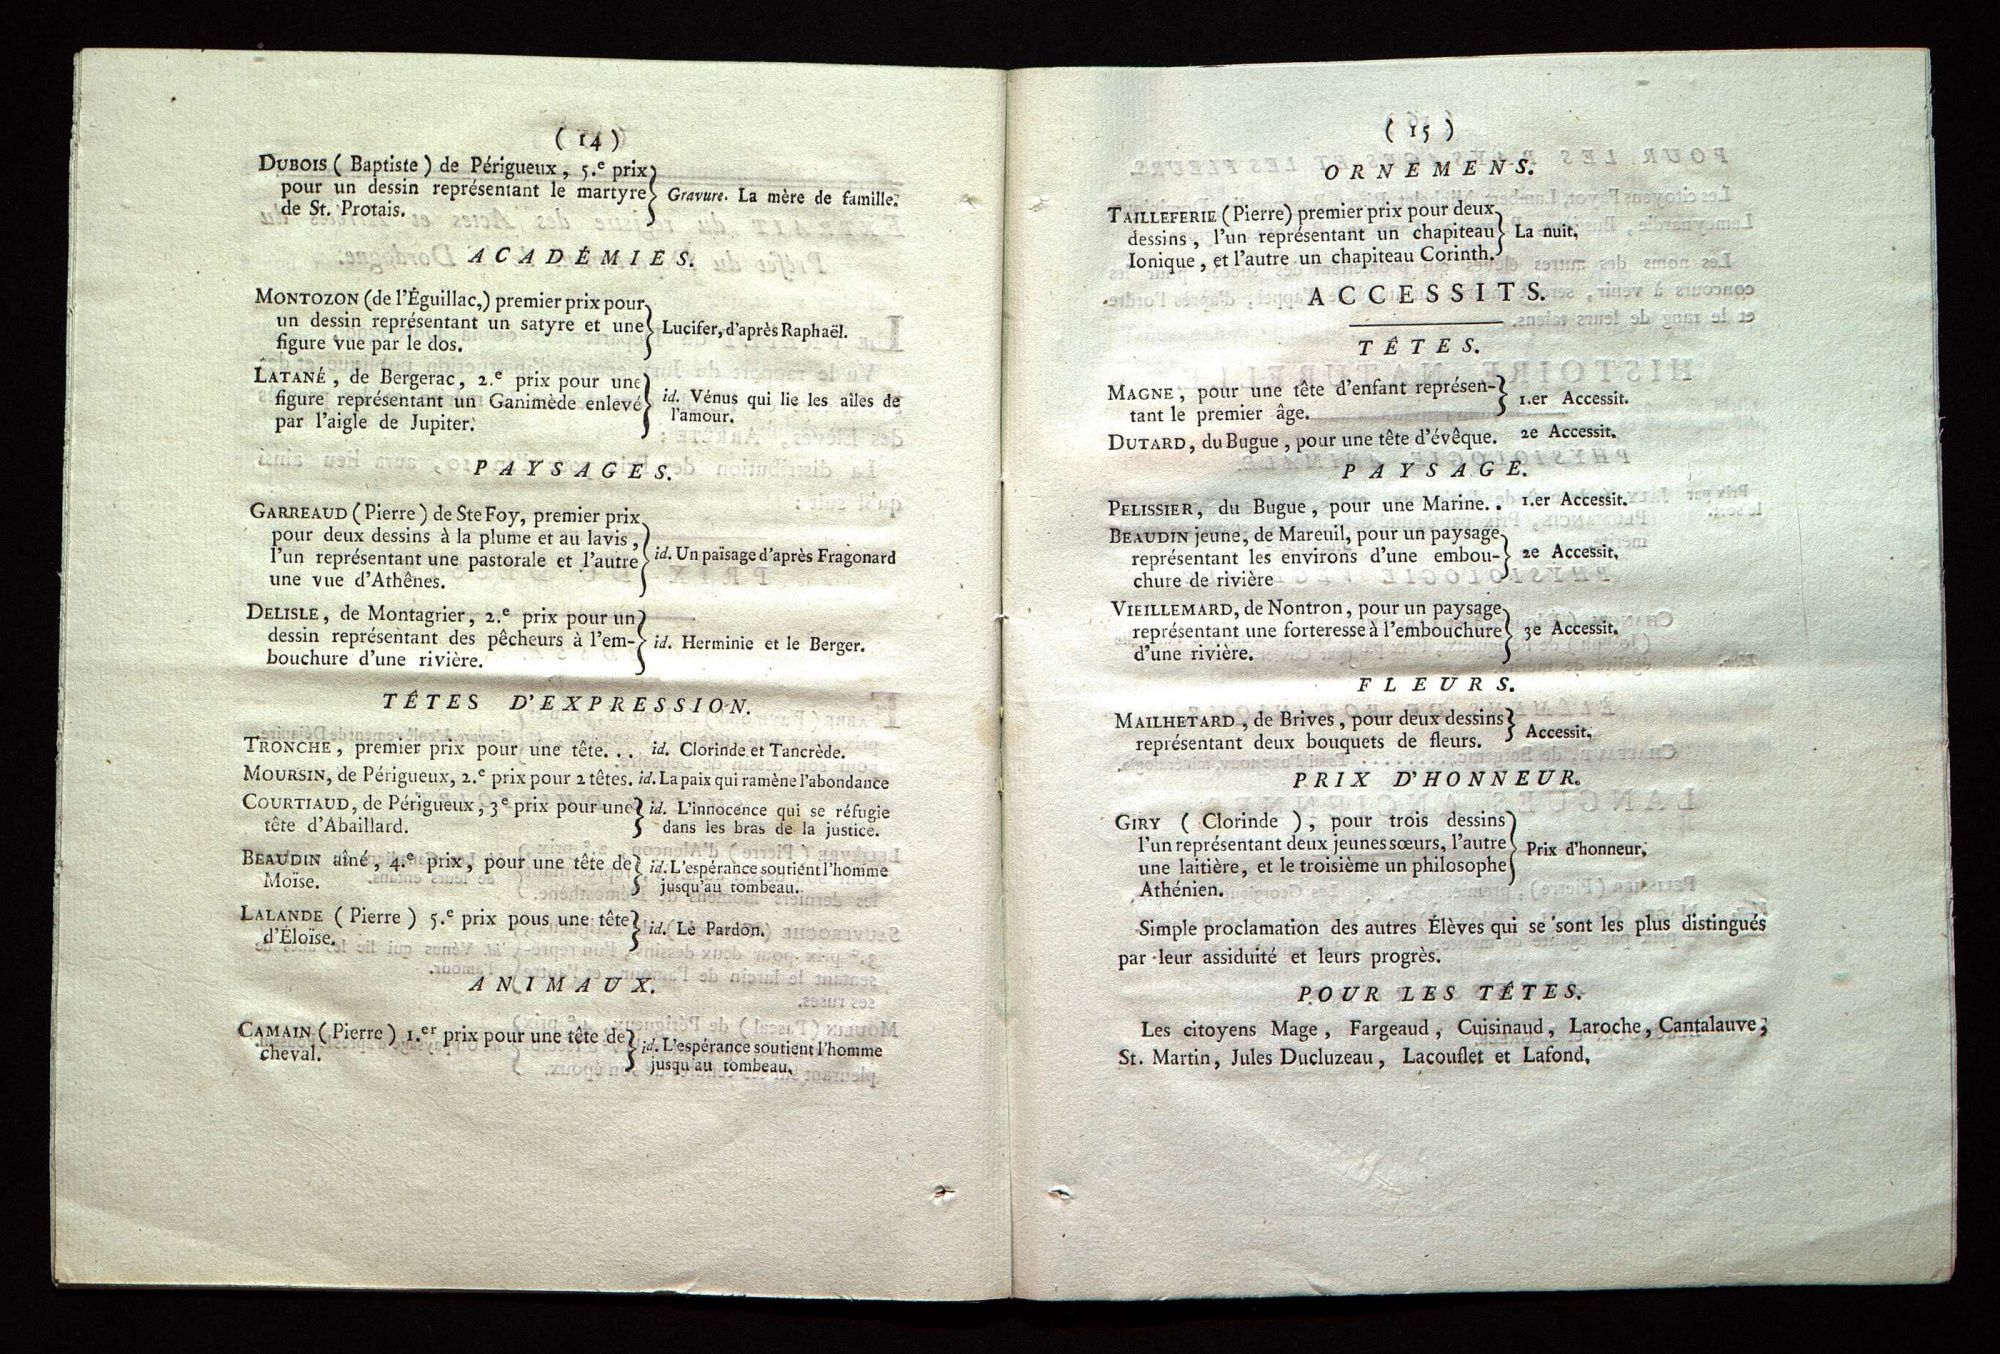 ( 14 )
DUBOIS ( Baptiste ) de Périgueux, 5.e prix
pour un dessin représentant le martyre
de St. Protais.
Gravure. La mère de famille.
ACADÉMIES.
MONTOZON (de l'Éguillac,) premier prix pour
un dessin représentant un satyre et une
figure vue par le dos.
Lucifer, d'après Raphaël.
LATANÉ, de Bergerac, 2.e prix pour une
figure représentant un Ganimède enlevé
par l'aigle de Jupiter.
id. Vénus qui lie les ailes de
l'amour.
PAYSAGES.
GARREAUD ( Pierre ) de Ste Foy, premier prix
pour deux dessins à la plume et au lavis,
l'un représentant une pastorale et l'autre
une vue d'Athênes.
id. Un païsage d'après Fragonard
DELISLE, de Montagrier, 2.e prix pour un
dessin représentant des pêcheurs à l'em-
bouchure d'une rivière.
id. Herminie et le Berger.
TÊTES D'EXPRESSION.
TRONCHE, premier prix pour une tête... id. Clorinde et Tancrède.
MOURSIN, de Périgueux, 2.e prix pour 2 têtes. id. La paix qui ramène l'abondance
COURTIAUD, de Périgueux, 3e prix pour une
tête d'Abaillard.
id. L'innocence qui se réfugie
dans les bras de la justice.
BEAUDIN aîné, 4.e prix, pour une tête de
Moïse.
id. L'espérance soutient l'homme
jusqu'au tombeau.
LALANDE ( Pierre ) 5.e prix pous une tête
d'Éloïse.
id. Le Pardon.
ANIMAUX.
CAMAIN ( Pierre ) 1.er prix pour une tête de
cheval.
id. L'espérance soutient l'homme
jusqu'au tombeau.
( 15 )
ORNEMENS.
TAILLEFERIE ( Pierre) premier prix pour deux
dessins, l'un représentant un chapiteau
Ionique, et l'autre un chapiteau Corinth.
La nuit.
ACCESSITS.
TÊTES.
MAGNE, pour une tête d'enfant représen-
tant le premier âge.
1.er Accessit.
DUTARD, du Bugue, pour une tête d'évêque. 2e Accessit.
PAYSAGE.
PELISSIER, du Bugue, pour une Marine.. 1.er Accessit.
BEAUDIN jeune, de Mareuil, pour un paysage
représentant les environs d'une embou-
chure de rivière
2e Accessit.
VIEILLEMARD, de Nontron, pour un paysage
représentant une forteresse à l'embouchure
d'une rivière.
3e Accessit.
FLEURS.
MAILHETARD, de Brives, pour deux dessins
représentant deux bouquets de fleurs.
Accessit.
PRIX D'HONNEUR.
GIRY ( Clorinde ), pour trois dessins
l'un représentant deux jeunes sœurs, l'autre
une laitière, et le troisième un philosophe
Athénien.
Prix d'honneur.
Simple proclamation des autres Élèves qui se sont les plus distingués
par leur assiduité et leurs progrès.
POUR LES TÊTES.
Les citoyens Mage, Fargeaud, Cuisinaud, Laroche, Cantalauve,
St. Martin, Jules Ducluzeau, Lacouflet et Lafond.